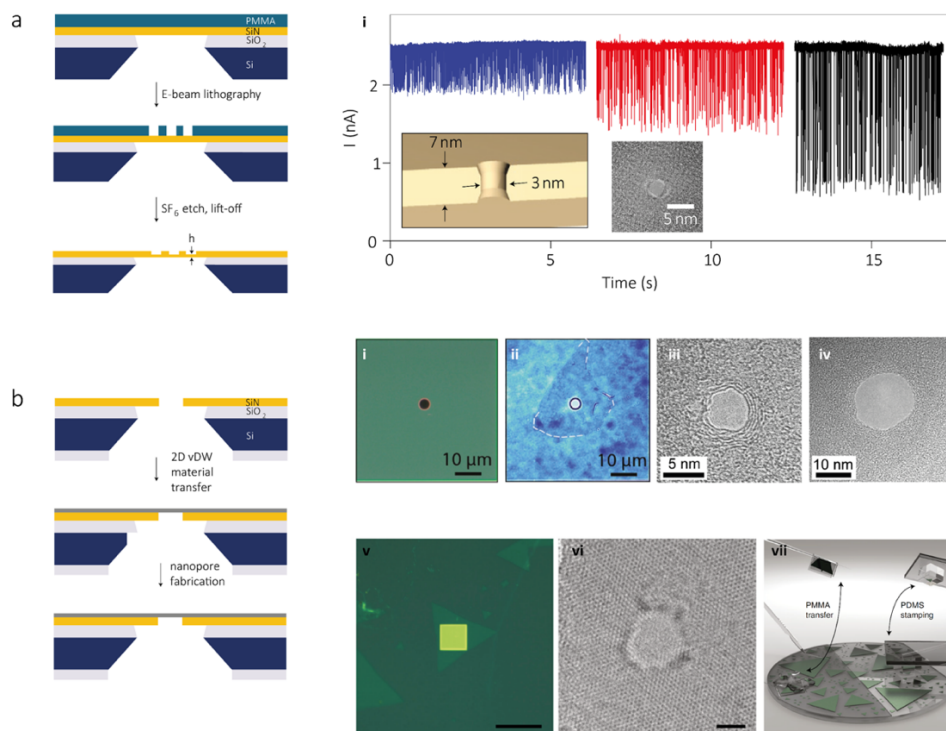 a
PMMA
SiN
SiO2
Si
E-beam lithography
SF6 etch, lift-off
h
i
I (nA)
2
1
0
7 nm
3 nm
5 nm
0
5
10
15
Time (s)
b
SiN
SiO2
Si
2D vDW
material
transfer
nanopore
fabrication
i
10 µm
ii
10 µm
iii
5 nm
iv
10 nm
v
vi
vii
PMMA
transfer
PDMS
stamping